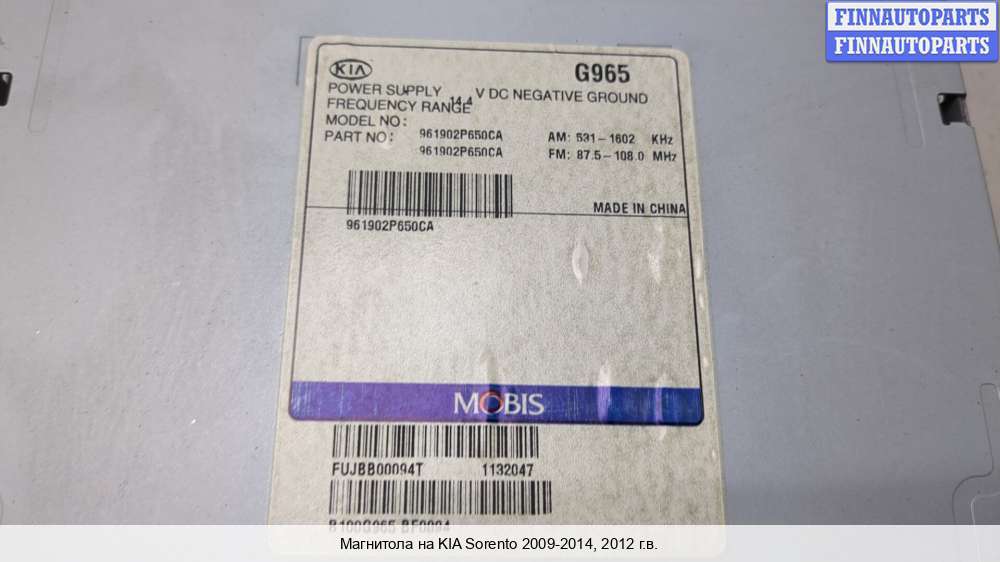 FINNAUTOPARTS
FINNAUTOPARTS
KIA
G965
POWER SUPPLY 14.4 V DC NEGATIVE GROUND
FREQUENCY RANGE
MODEL NO: 961902P650CA AM: 531-1602 KHz
PART NO: 961902P650CA FM: 87.5-108.0 MHz
MADE IN CHINA
961902P650CA
MOBIS
FUJBB00094T 1132047
B100G965 BF0094
Магнитола на KIA Sorento 2009-2014, 2012 г.в.